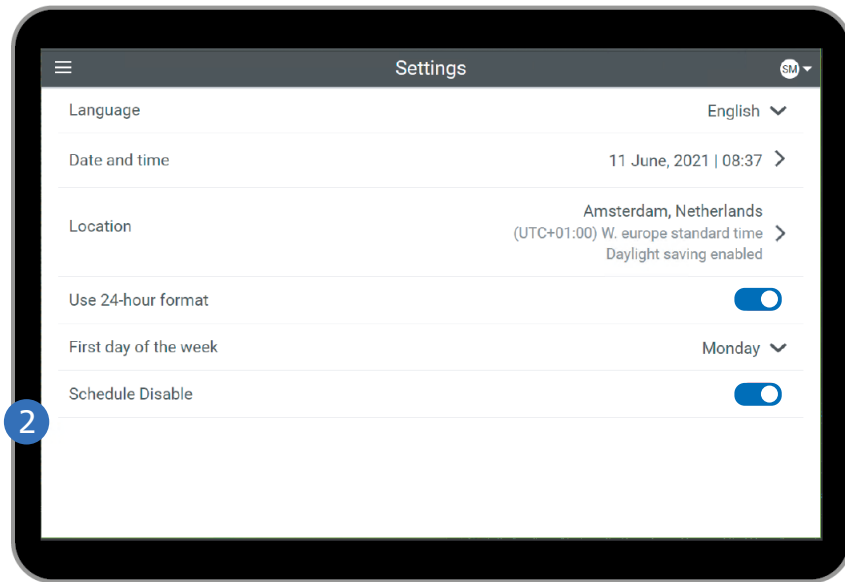 Settings
SM
Language
English
Date and time
11 June, 2021 | 08:37
Location
Amsterdam, Netherlands
(UTC+01:00) W. europe standard time
Daylight saving enabled
Use 24-hour format
First day of the week
Monday
Schedule Disable
2